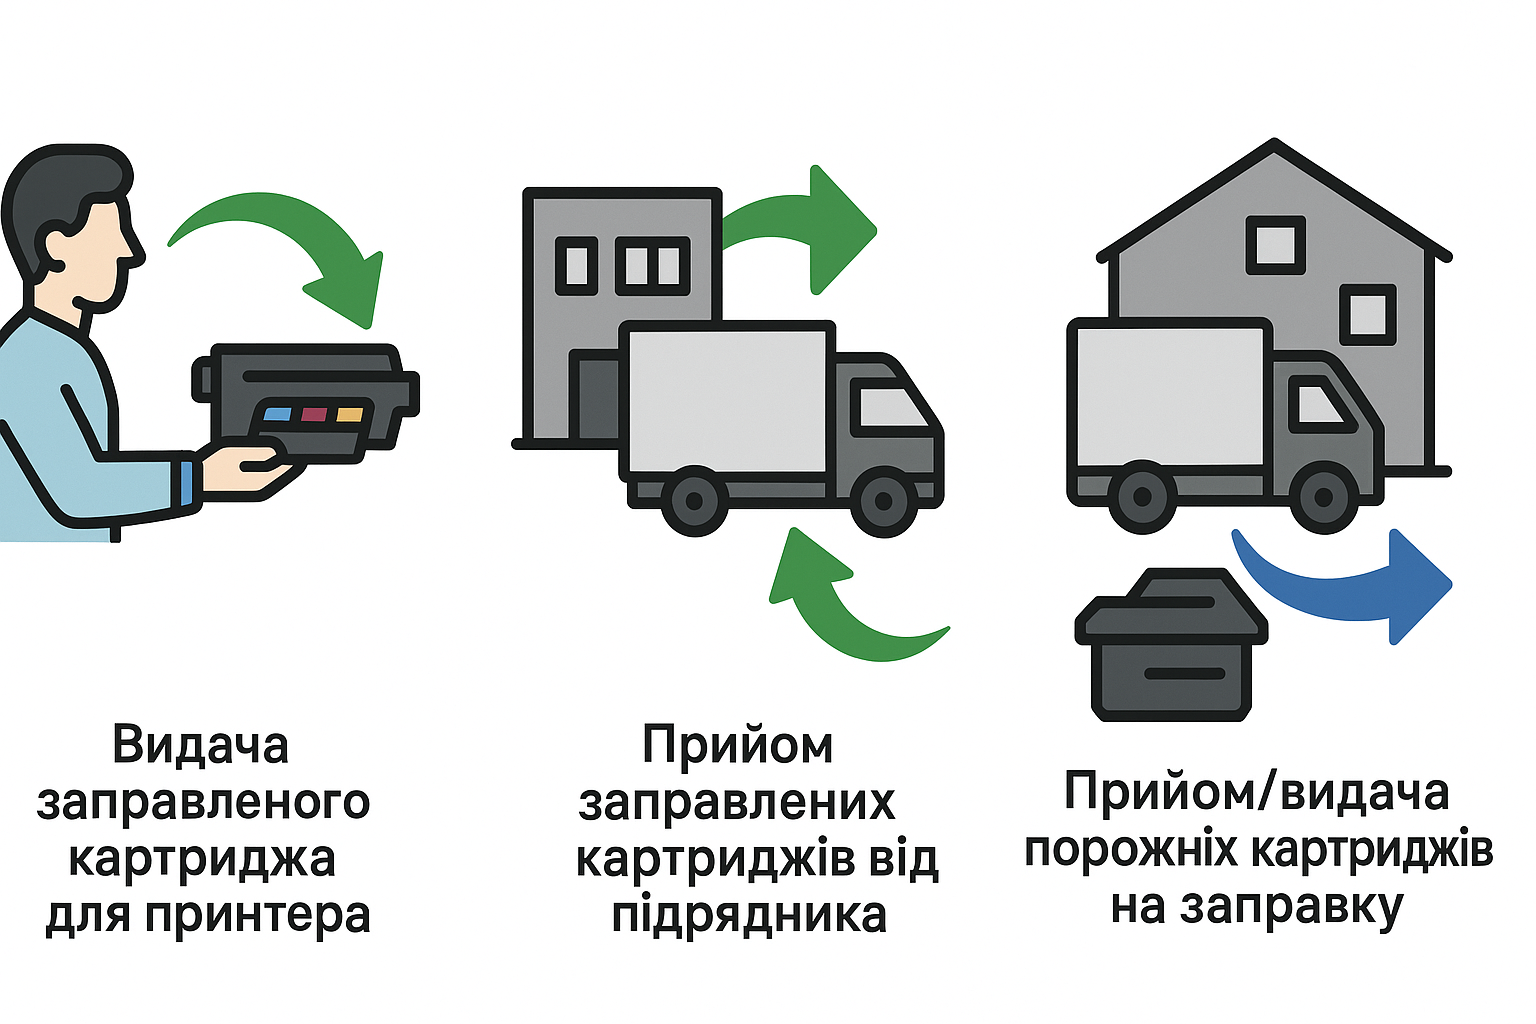 Видача
заправленого
картриджа
для принтера
Прийом
заправлених
картриджів від
підрядника
Прийом/видача
порожніх картриджів
на заправку